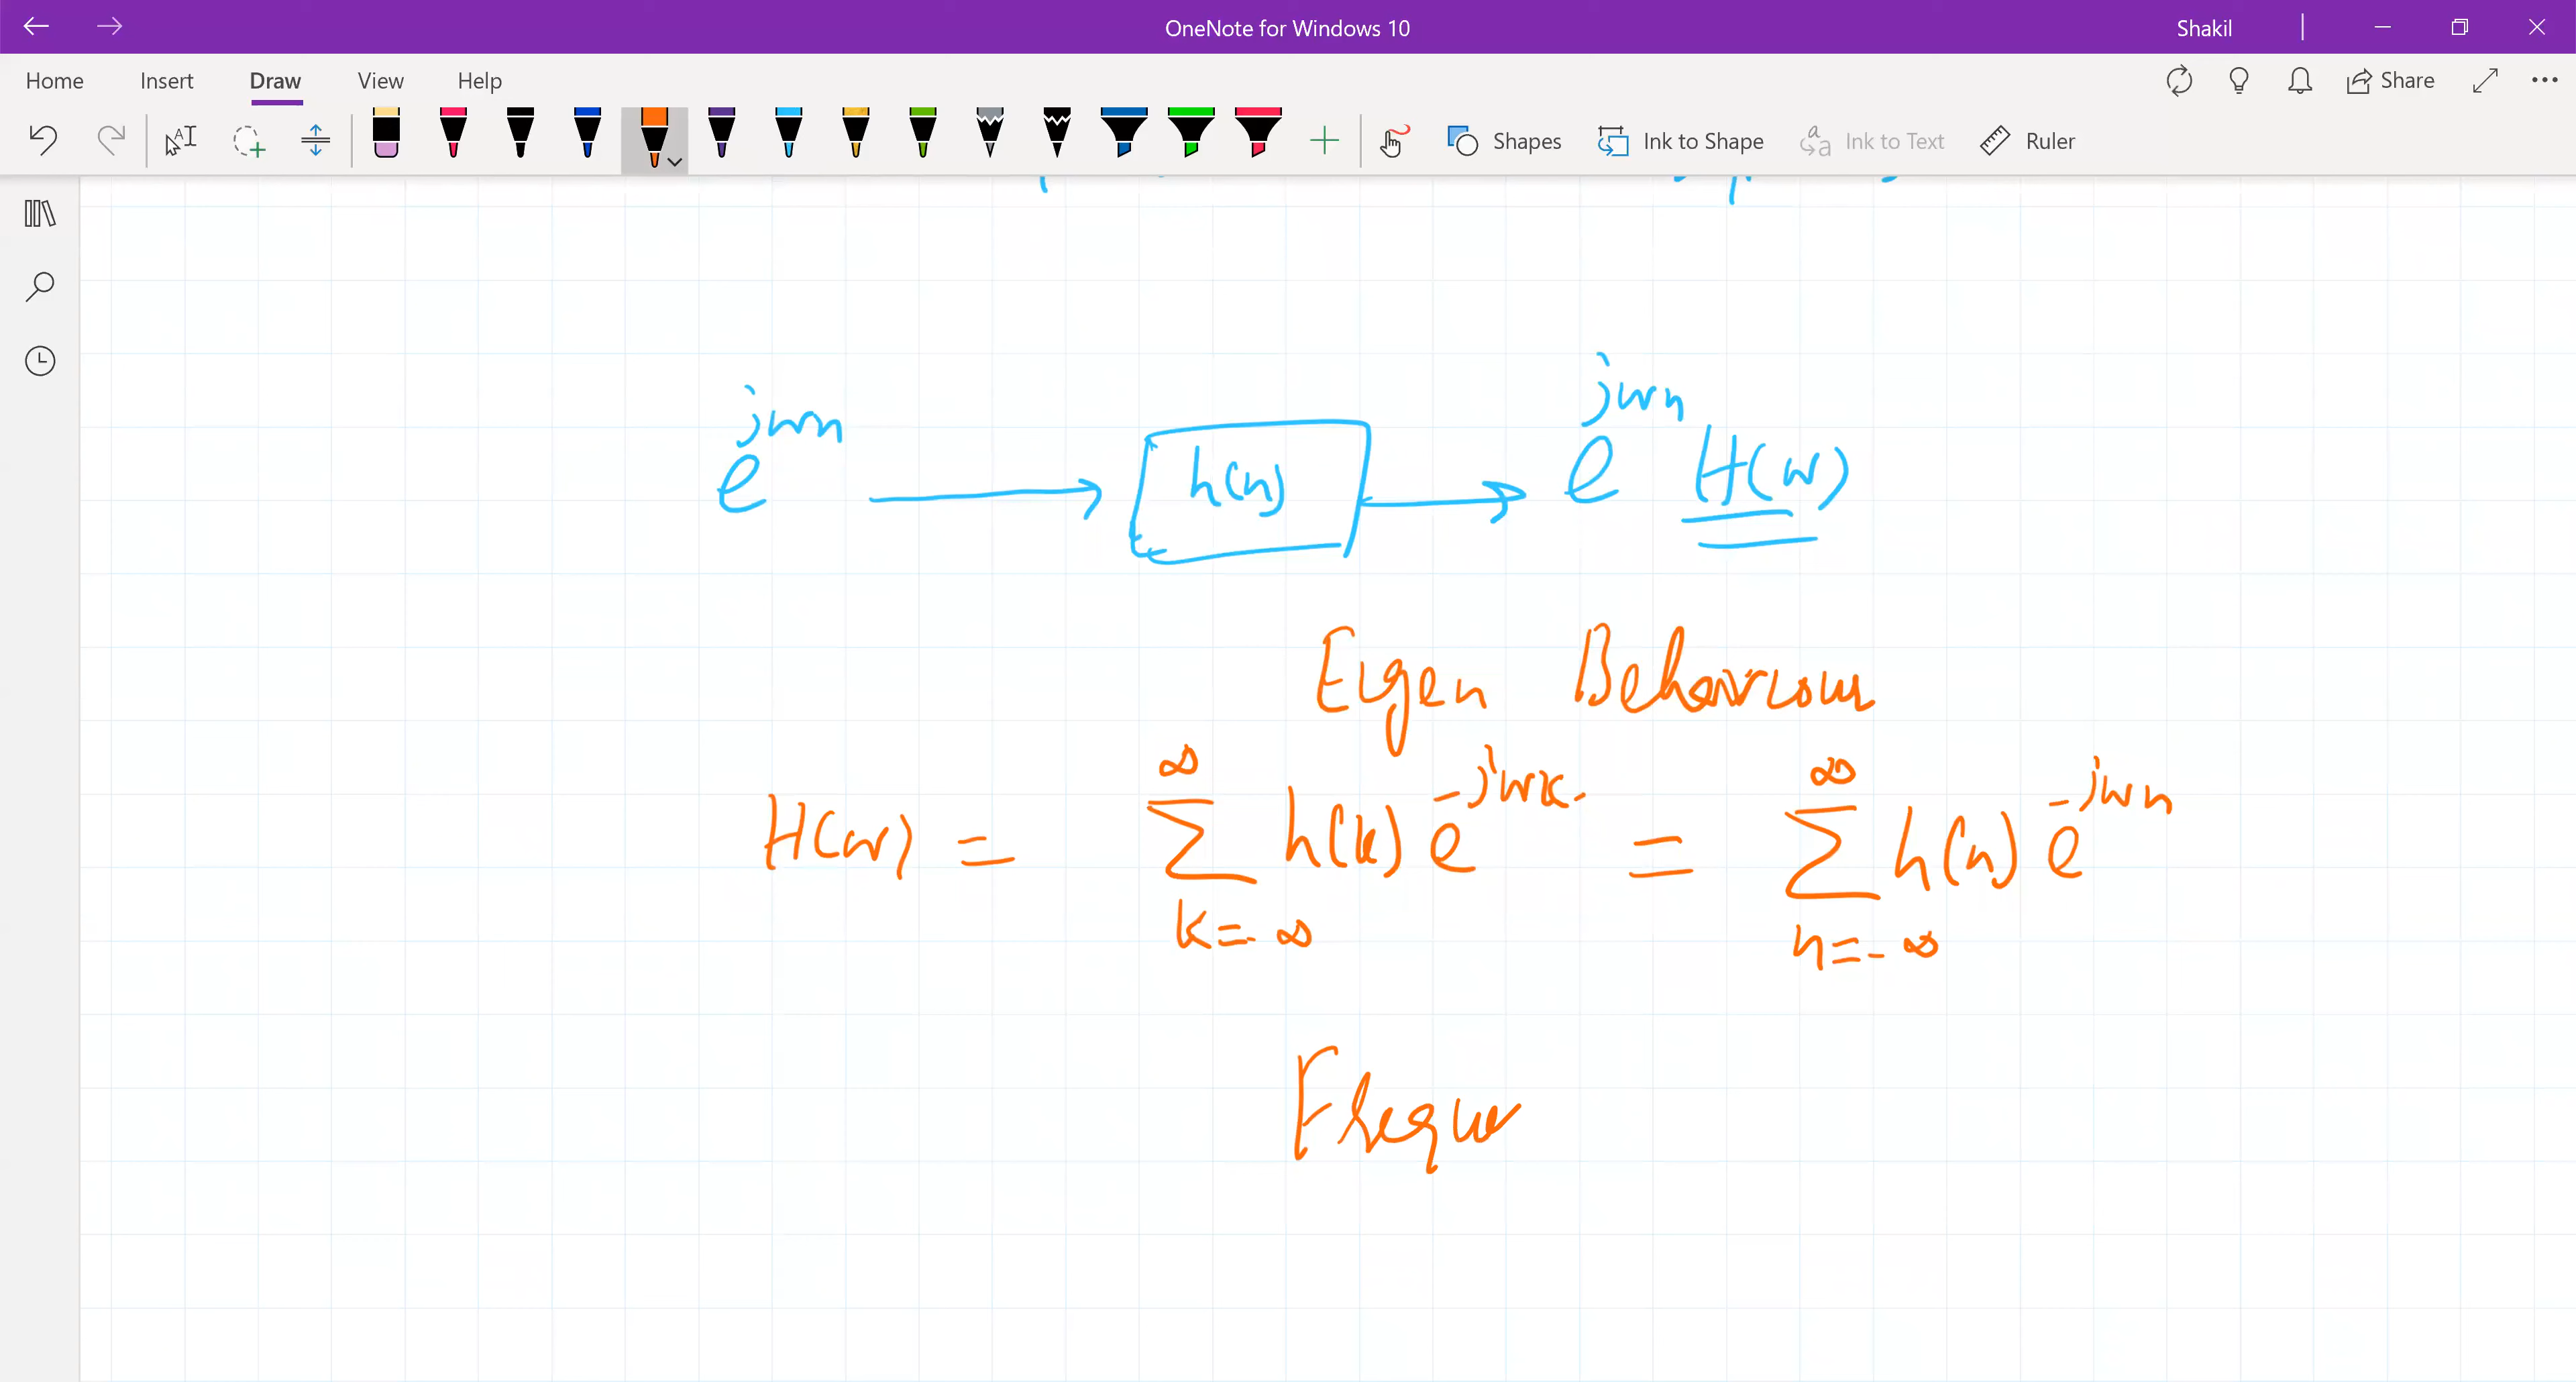 OneNote for Windows 10 Shakil
Home Insert Draw View Help Share
Shapes Ink to Shape Ink to Text Ruler
e^{jwn} → h(n) → e^{jwn} H(w)
Eigen Behaviour
H(w) = ∑_{k=-∞}^{∞} h(k) e^{-jwk} = ∑_{n=-∞}^{∞} h(n) e^{-jwn}
Freque